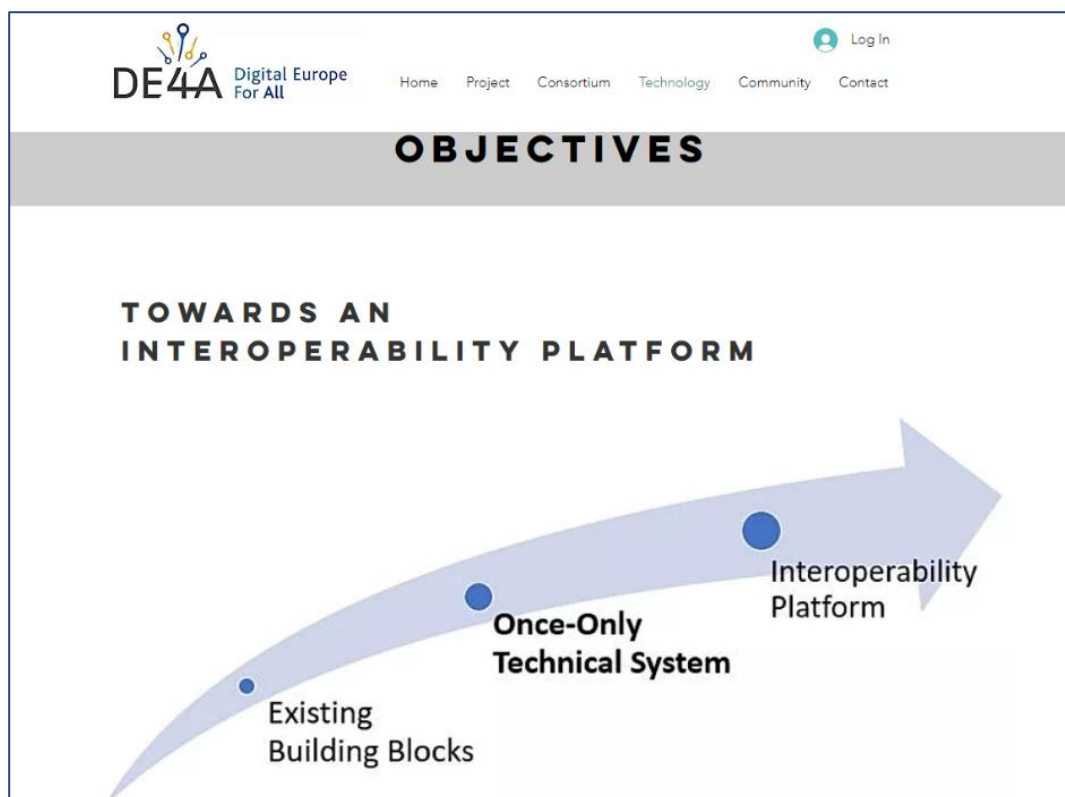 Log In
DE4A Digital Europe
For All
Home Project Consortium Technology Community Contact
OBJECTIVES
TOWARDS AN
INTEROPERABILITY PLATFORM
Interoperability
Platform
Once-Only
Technical System
Existing
Building Blocks